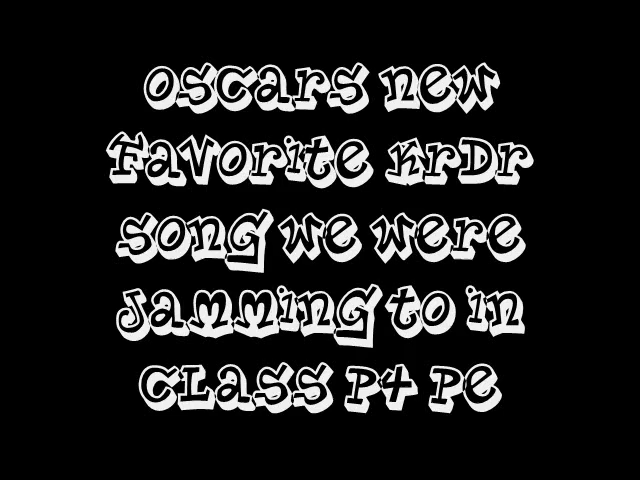 oscars new
favorite KrDr
song we were
Jamming to in
class P4 Pe